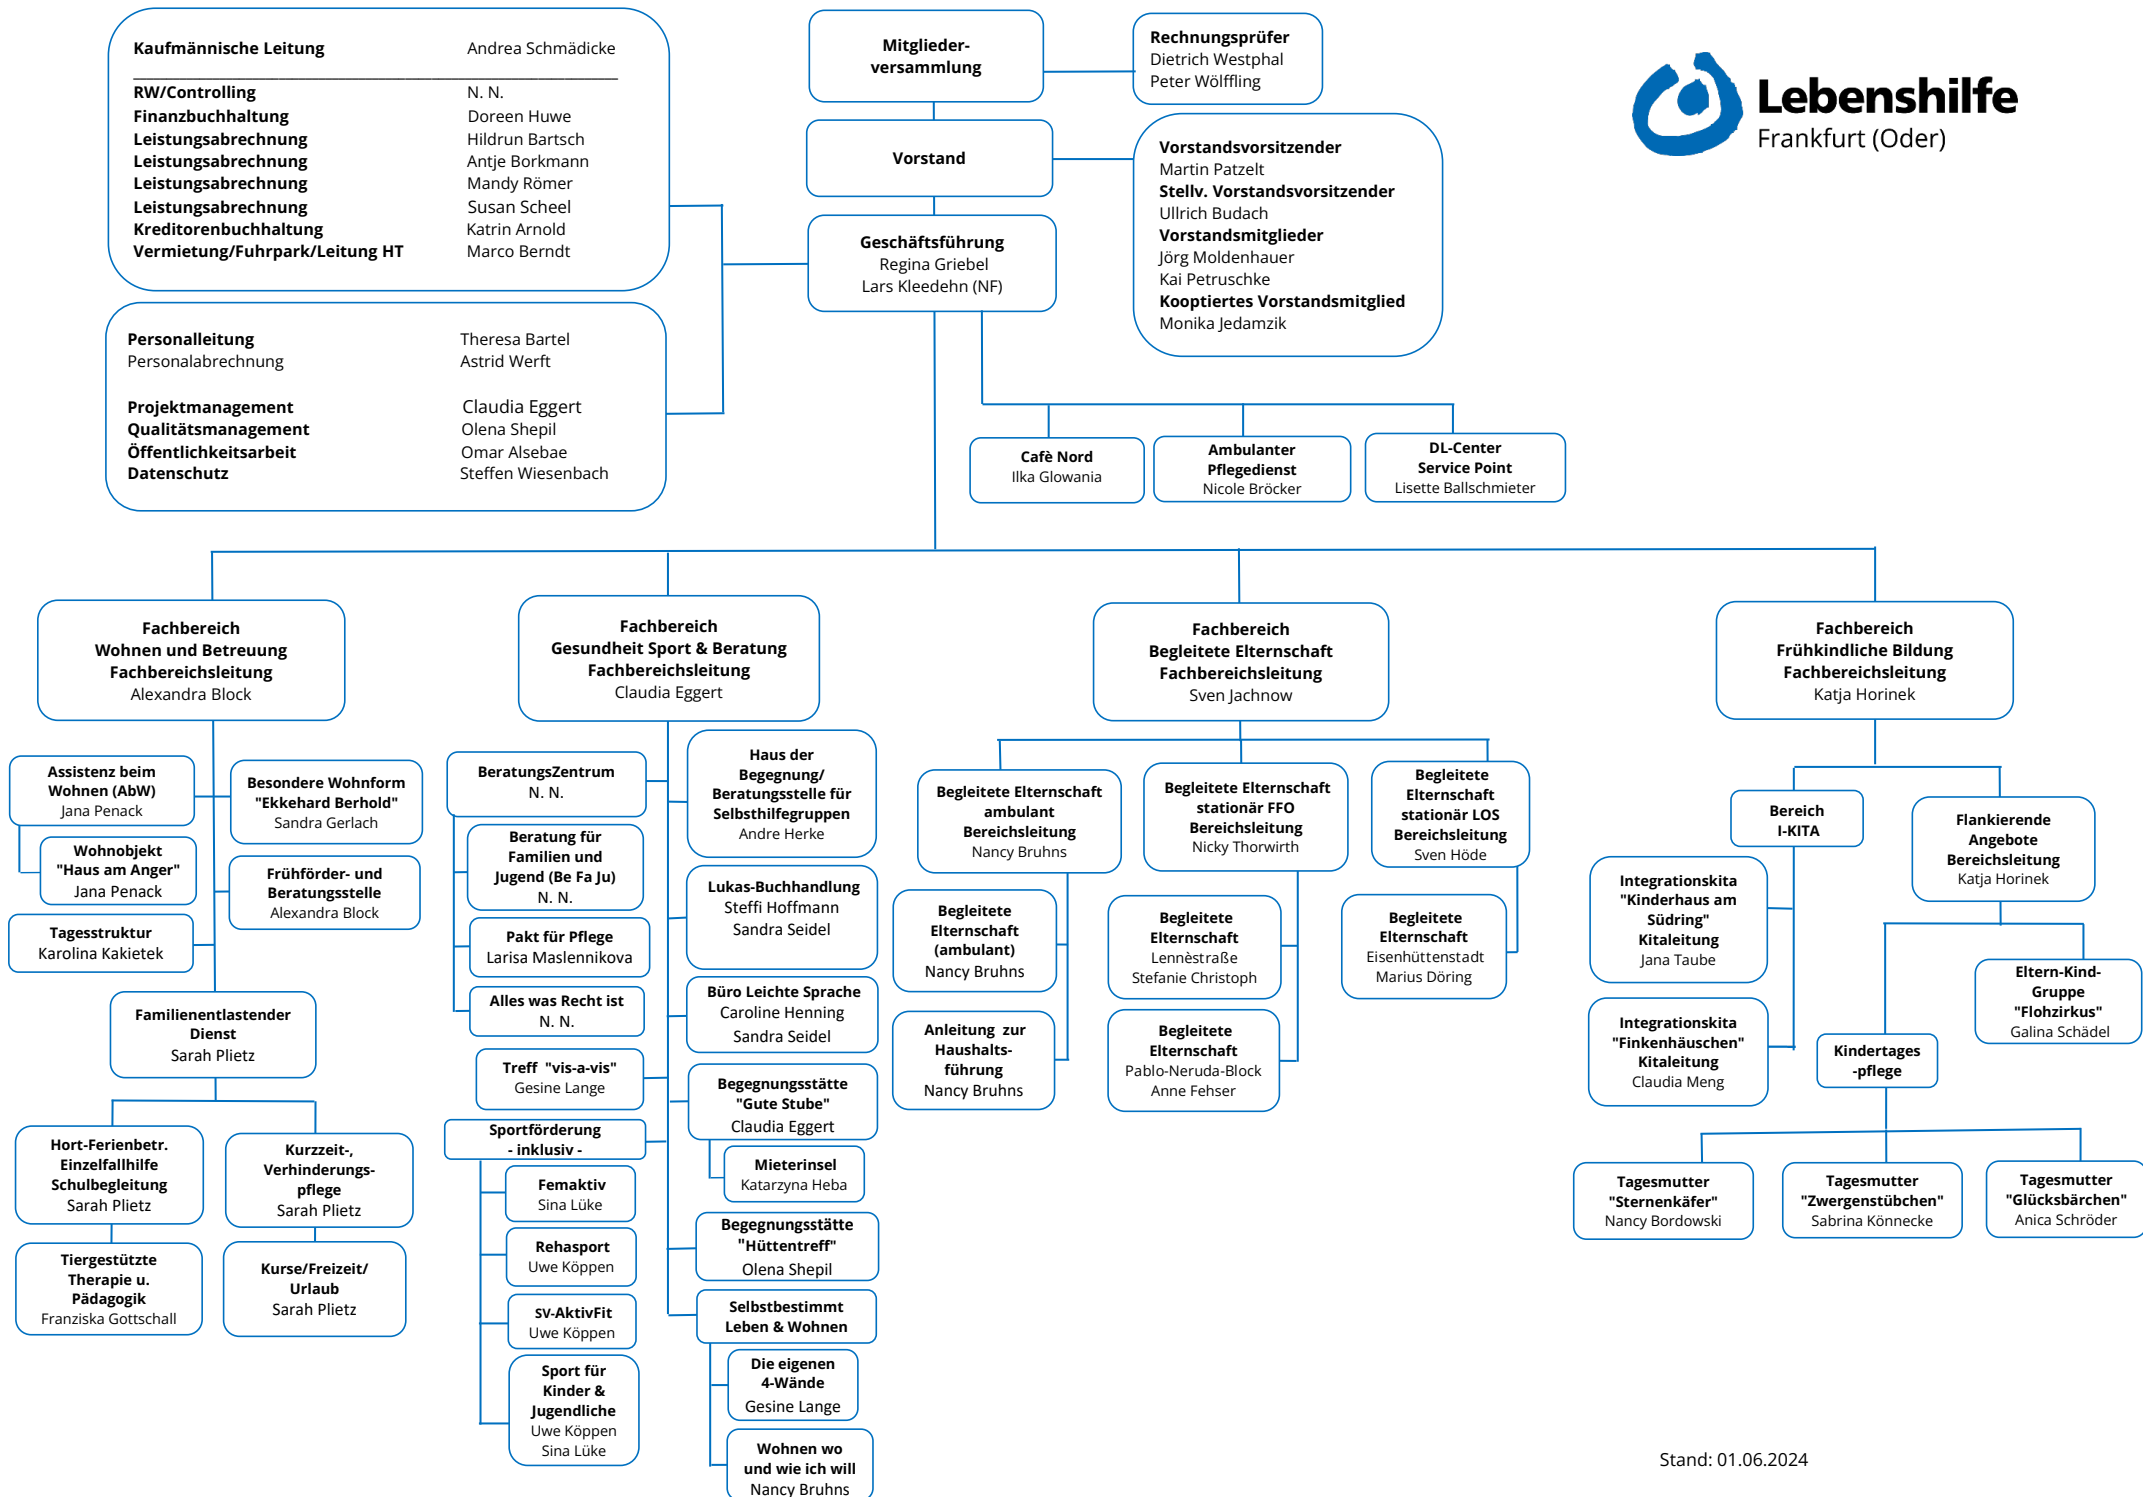 Kaufmännische Leitung Andrea Schmädicke
RW/Controlling N. N.
Finanzbuchhaltung Doreen Huwe
Leistungsabrechnung Hildrun Bartsch
Leistungsabrechnung Antje Borkmann
Leistungsabrechnung Mandy Römer
Leistungsabrechnung Susan Scheel
Kreditorenbuchhaltung Katrin Arnold
Vermietung/Fuhrpark/Leitung HT Marco Berndt
Personalleitung Theresa Bartel
Personalabrechnung Astrid Werft
Projektmanagement Claudia Eggert
Qualitätsmanagement Olena Shepil
Öffentlichkeitsarbeit Omar Alsebae
Datenschutz Steffen Wiesenbach
Mitglieder-
versammlung
Rechnungsprüfer
Dietrich Westphal
Peter Wölffling
Vorstand
Vorstandsvorsitzender
Martin Patzelt
Stellv. Vorstandsvorsitzender
Ullrich Budach
Vorstandsmitglieder
Jörg Moldenhauer
Kai Petruschke
Kooptiertes Vorstandsmitglied
Monika Jedamzik
Geschäftsführung
Regina Griebel
Lars Kleedehn (NF)
Lebenshilfe
Frankfurt (Oder)
Cafè Nord
Ilka Glowania
Ambulanter
Pflegedienst
Nicole Bröcker
DL-Center
Service Point
Lisette Ballschmieter
Fachbereich
Wohnen und Betreuung
Fachbereichsleitung
Alexandra Block
Assistenz beim
Wohnen (AbW)
Jana Penack
Besondere Wohnform
"Ekkehard Berhold"
Sandra Gerlach
Wohnobjekt
"Haus am Anger"
Jana Penack
Frühförder- und
Beratungsstelle
Alexandra Block
Tagesstruktur
Karolina Kakietek
Familienentlastender
Dienst
Sarah Plietz
Hort-Ferienbetr.
Einzelfallhilfe
Schulbegleitung
Sarah Plietz
Kurzzeit-,
Verhinderungs-
pflege
Sarah Plietz
Tiergestützte
Therapie u.
Pädagogik
Franziska Gottschall
Kurse/Freizeit/
Urlaub
Sarah Plietz
Fachbereich
Gesundheit Sport & Beratung
Fachbereichsleitung
Claudia Eggert
BeratungsZentrum
N. N.
Beratung für
Familien und
Jugend (Be Fa Ju)
N. N.
Pakt für Pflege
Larisa Maslennikova
Alles was Recht ist
N. N.
Treff "vis-a-vis"
Gesine Lange
Sportförderung
- inklusiv -
Femaktiv
Sina Lüke
Rehasport
Uwe Köppen
SV-AktivFit
Uwe Köppen
Sport für
Kinder &
Jugendliche
Uwe Köppen
Sina Lüke
Haus der
Begegnung/
Beratungsstelle für
Selbsthilfegruppen
Andre Herke
Lukas-Buchhandlung
Steffi Hoffmann
Sandra Seidel
Büro Leichte Sprache
Caroline Henning
Sandra Seidel
Begegnungsstätte
"Gute Stube"
Claudia Eggert
Mieterinsel
Katarzyna Heba
Begegnungsstätte
"Hüttentreff"
Olena Shepil
Selbstbestimmt
Leben & Wohnen
Die eigenen
4-Wände
Gesine Lange
Wohnen wo
und wie ich will
Nancy Bruhns
Fachbereich
Begleitete Elternschaft
Fachbereichsleitung
Sven Jachnow
Begleitete Elternschaft
ambulant
Bereichsleitung
Nancy Bruhns
Begleitete
Elternschaft
(ambulant)
Nancy Bruhns
Anleitung zur
Haushalts-
führung
Nancy Bruhns
Begleitete Elternschaft
stationär FFO
Bereichsleitung
Nicky Thorwirth
Begleitete
Elternschaft
Lennèstraße
Stefanie Christoph
Begleitete
Elternschaft
Pablo-Neruda-Block
Anne Fehser
Begleitete
Elternschaft
stationär LOS
Bereichsleitung
Sven Höde
Begleitete
Elternschaft
Eisenhüttenstadt
Marius Döring
Fachbereich
Frühkindliche Bildung
Fachbereichsleitung
Katja Horinek
Bereich
I-KITA
Integrationskita
"Kinderhaus am
Südring"
Kitaleitung
Jana Taube
Integrationskita
"Finkenhäuschen"
Kitaleitung
Claudia Meng
Flankierende
Angebote
Bereichsleitung
Katja Horinek
Eltern-Kind-
Gruppe
"Flohzirkus"
Galina Schädel
Kindertages
-pflege
Tagesmutter
"Sternenkäfer"
Nancy Bordowski
Tagesmutter
"Zwergenstübchen"
Sabrina Könnecke
Tagesmutter
"Glücksbärchen"
Anica Schröder
Stand: 01.06.2024